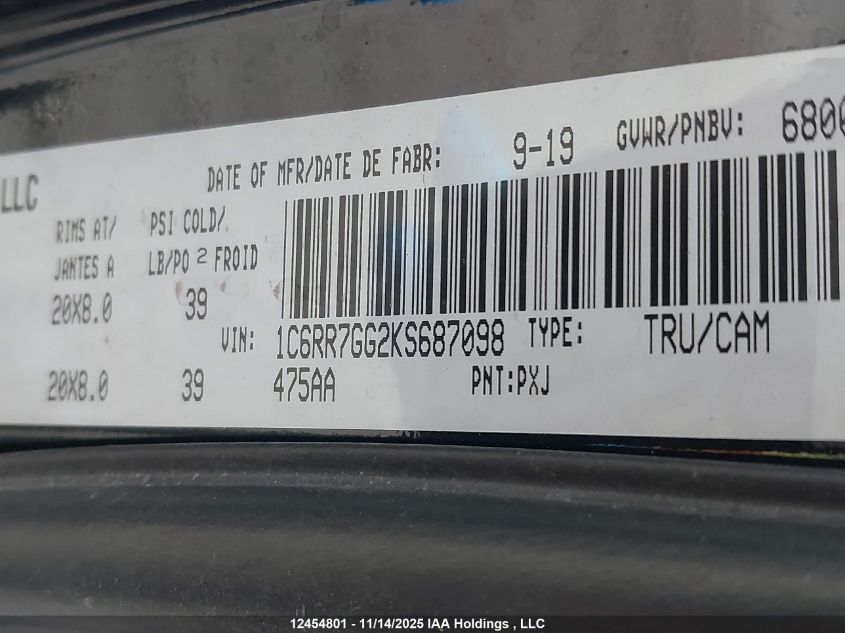 LLC
DATE OF MFR/DATE DE FABR: 9-19 GVWR/PNBV:
RIMS AT/ PSI COLD/
JANTES A LB/PO 2 FROID
20X8.0 39
VIN: 1C6RR7GG2KS687098 TYPE: TRU/CAM
20X8.0 39 475AA PNT:PXJ
12454801 - 11/14/2025 IAA Holdings , LLC